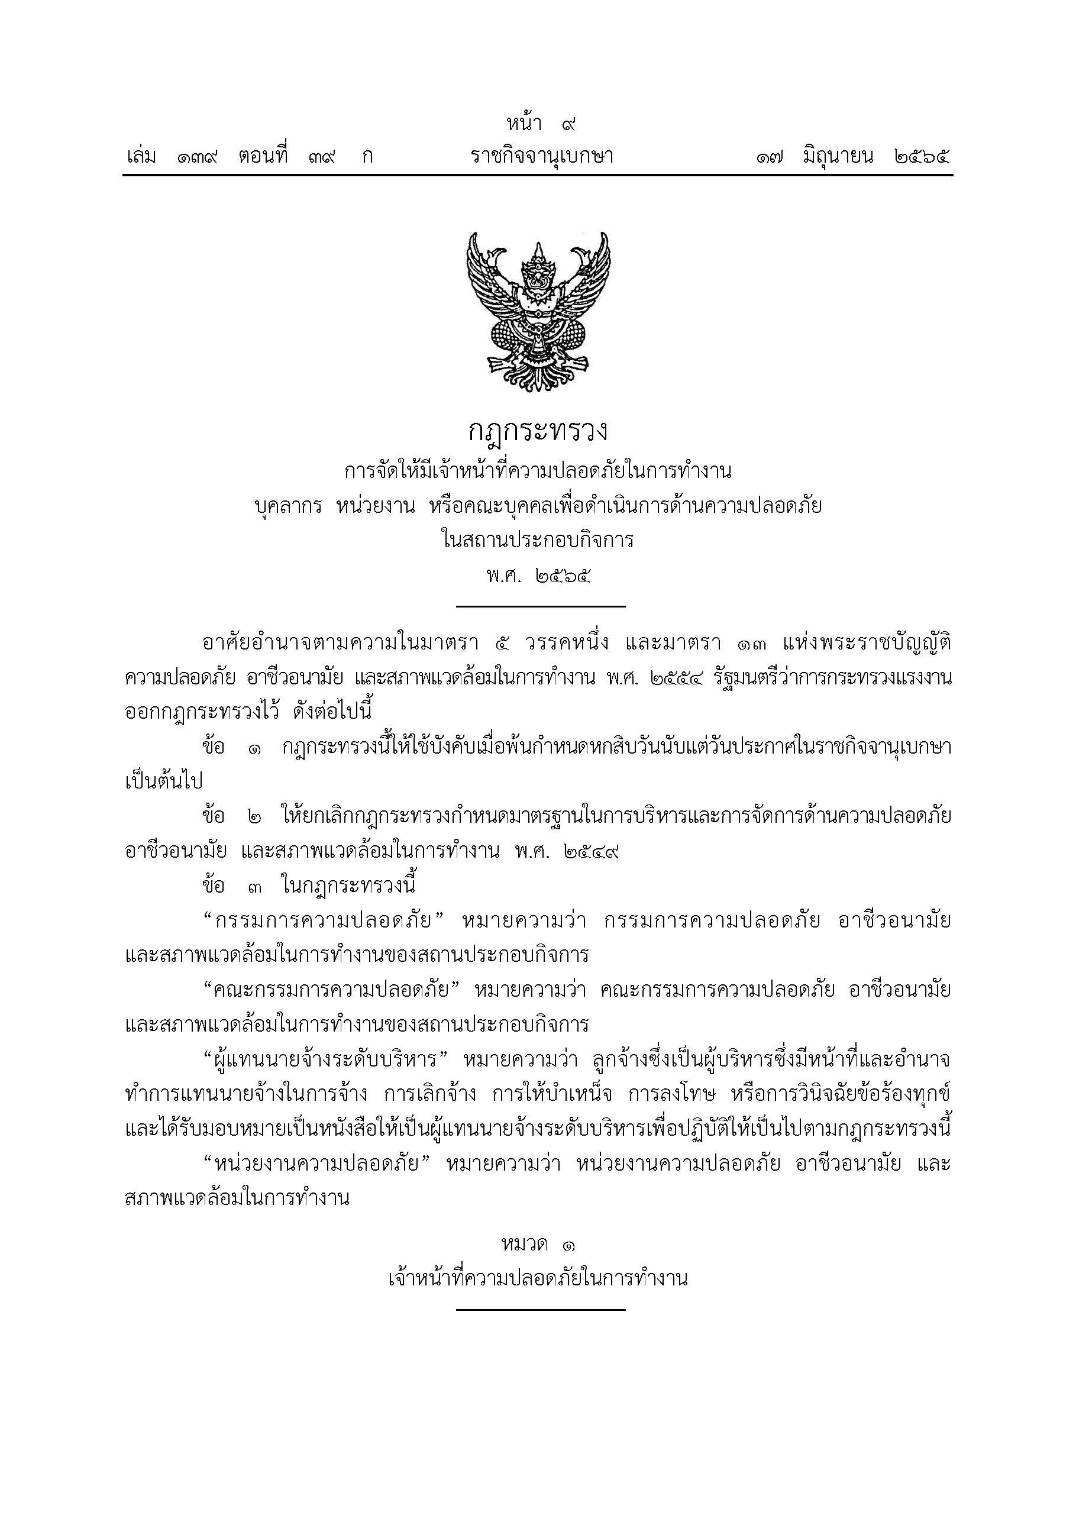 หน้า ๙
เล่ม ๑๓๙ ตอนที่ ๓๙ ก ราชกิจจานุเบกษา ๑๗ มิถุนายน ๒๕๖๕
กฎกระทรวง
การจัดให้มีเจ้าหน้าที่ความปลอดภัยในการทำงาน
บุคลากร หน่วยงาน หรือคณะบุคคลเพื่อดำเนินการด้านความปลอดภัย
ในสถานประกอบกิจการ
พ.ศ. ๒๕๖๕
อาศัยอำนาจตามความในมาตรา ๕ วรรคหนึ่ง และมาตรา ๑๓ แห่งพระราชบัญญัติ
ความปลอดภัย อาชีวอนามัย และสภาพแวดล้อมในการทำงาน พ.ศ. ๒๕๕๔ รัฐมนตรีว่าการกระทรวงแรงงาน
ออกกฎกระทรวงไว้ ดังต่อไปนี้
ข้อ ๑ กฎกระทรวงนี้ให้ใช้บังคับเมื่อพ้นกำหนดหกสิบวันนับแต่วันประกาศในราชกิจจานุเบกษา
เป็นต้นไป
ข้อ ๒ ให้ยกเลิกกฎกระทรวงกำหนดมาตรฐานในการบริหารและการจัดการด้านความปลอดภัย
อาชีวอนามัย และสภาพแวดล้อมในการทำงาน พ.ศ. ๒๕๔๙
ข้อ ๓ ในกฎกระทรวงนี้
“กรรมการความปลอดภัย” หมายความว่า กรรมการความปลอดภัย อาชีวอนามัย
และสภาพแวดล้อมในการทำงานของสถานประกอบกิจการ
“คณะกรรมการความปลอดภัย” หมายความว่า คณะกรรมการความปลอดภัย อาชีวอนามัย
และสภาพแวดล้อมในการทำงานของสถานประกอบกิจการ
“ผู้แทนนายจ้างระดับบริหาร” หมายความว่า ลูกจ้างซึ่งเป็นผู้บริหารซึ่งมีหน้าที่และอำนาจ
ทำการแทนนายจ้างในการจ้าง การเลิกจ้าง การให้บำเหน็จ การลงโทษ หรือการวินิจฉัยข้อร้องทุกข์
และได้รับมอบหมายเป็นหนังสือให้เป็นผู้แทนนายจ้างระดับบริหารเพื่อปฏิบัติให้เป็นไปตามกฎกระทรวงนี้
“หน่วยงานความปลอดภัย” หมายความว่า หน่วยงานความปลอดภัย อาชีวอนามัย และ
สภาพแวดล้อมในการทำงาน
หมวด ๑
เจ้าหน้าที่ความปลอดภัยในการทำงาน